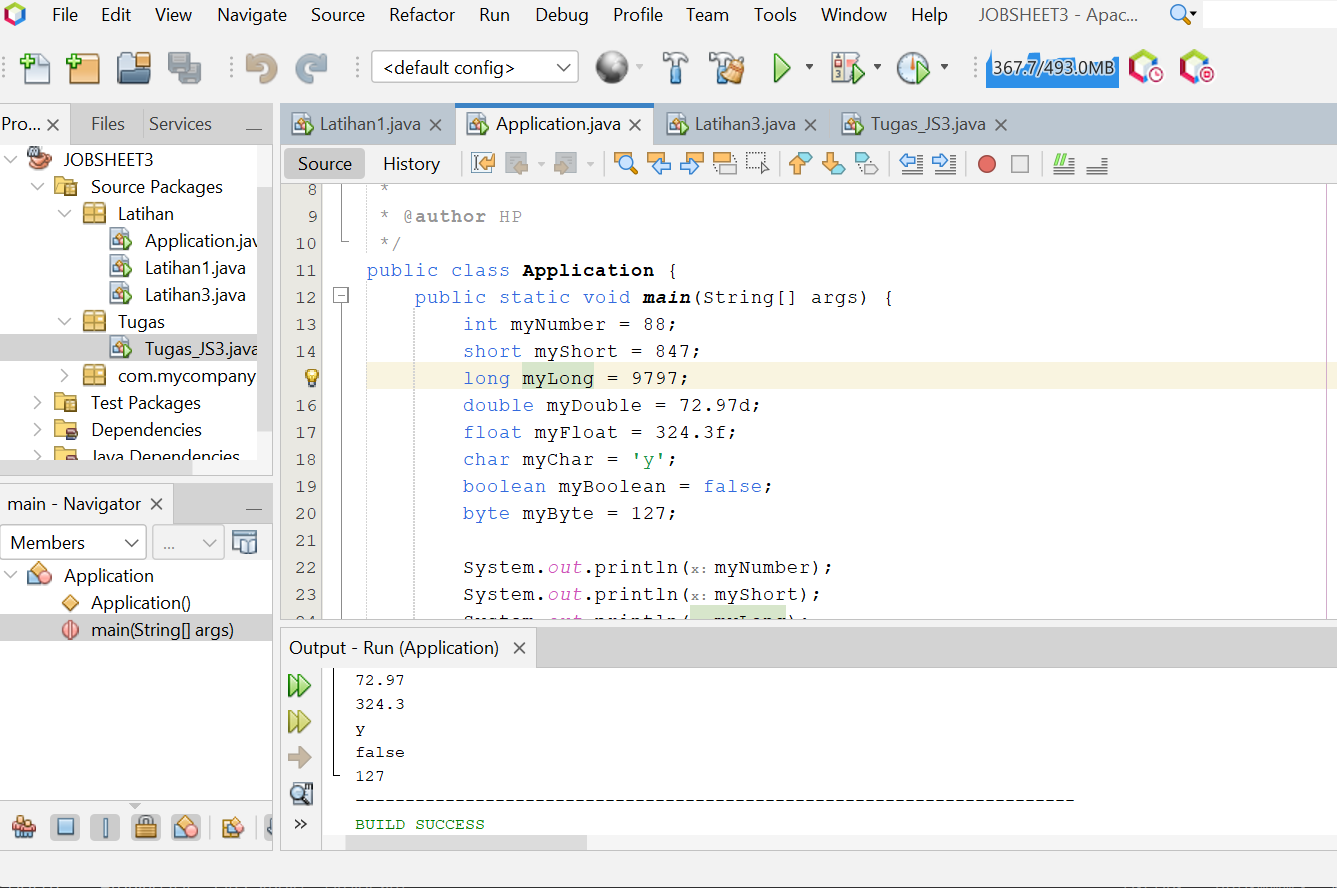 File Edit View Navigate Source Refactor Run Debug Profile Team Tools Window Help JOBSHEET3 - Apac...
<default config> 367.7/493.0MB
Pro... Files Services
JOBSHEET3
Source Packages
Latihan
Application.jav
Latihan1.java
Latihan3.java
Tugas
Tugas_JS3.java
com.mycompany
Test Packages
Dependencies
Java Dependencies
main - Navigator
Members ...
Application
Application()
main(String[] args)
Latihan1.java Application.java Latihan3.java Tugas_JS3.java
Source History
8 *
9 * @author HP
10 */
11 public class Application {
12 public static void main(String[] args) {
13 int myNumber = 88;
14 short myShort = 847;
long myLong = 9797;
16 double myDouble = 72.97d;
17 float myFloat = 324.3f;
18 char myChar = 'y';
19 boolean myBoolean = false;
20 byte myByte = 127;
21
22 System.out.println(x: myNumber);
23 System.out.println(x: myShort);
System.out.println( myLong);
Output - Run (Application)
72.97
324.3
y
false
127
------------------------------------------------------------------------
BUILD SUCCESS